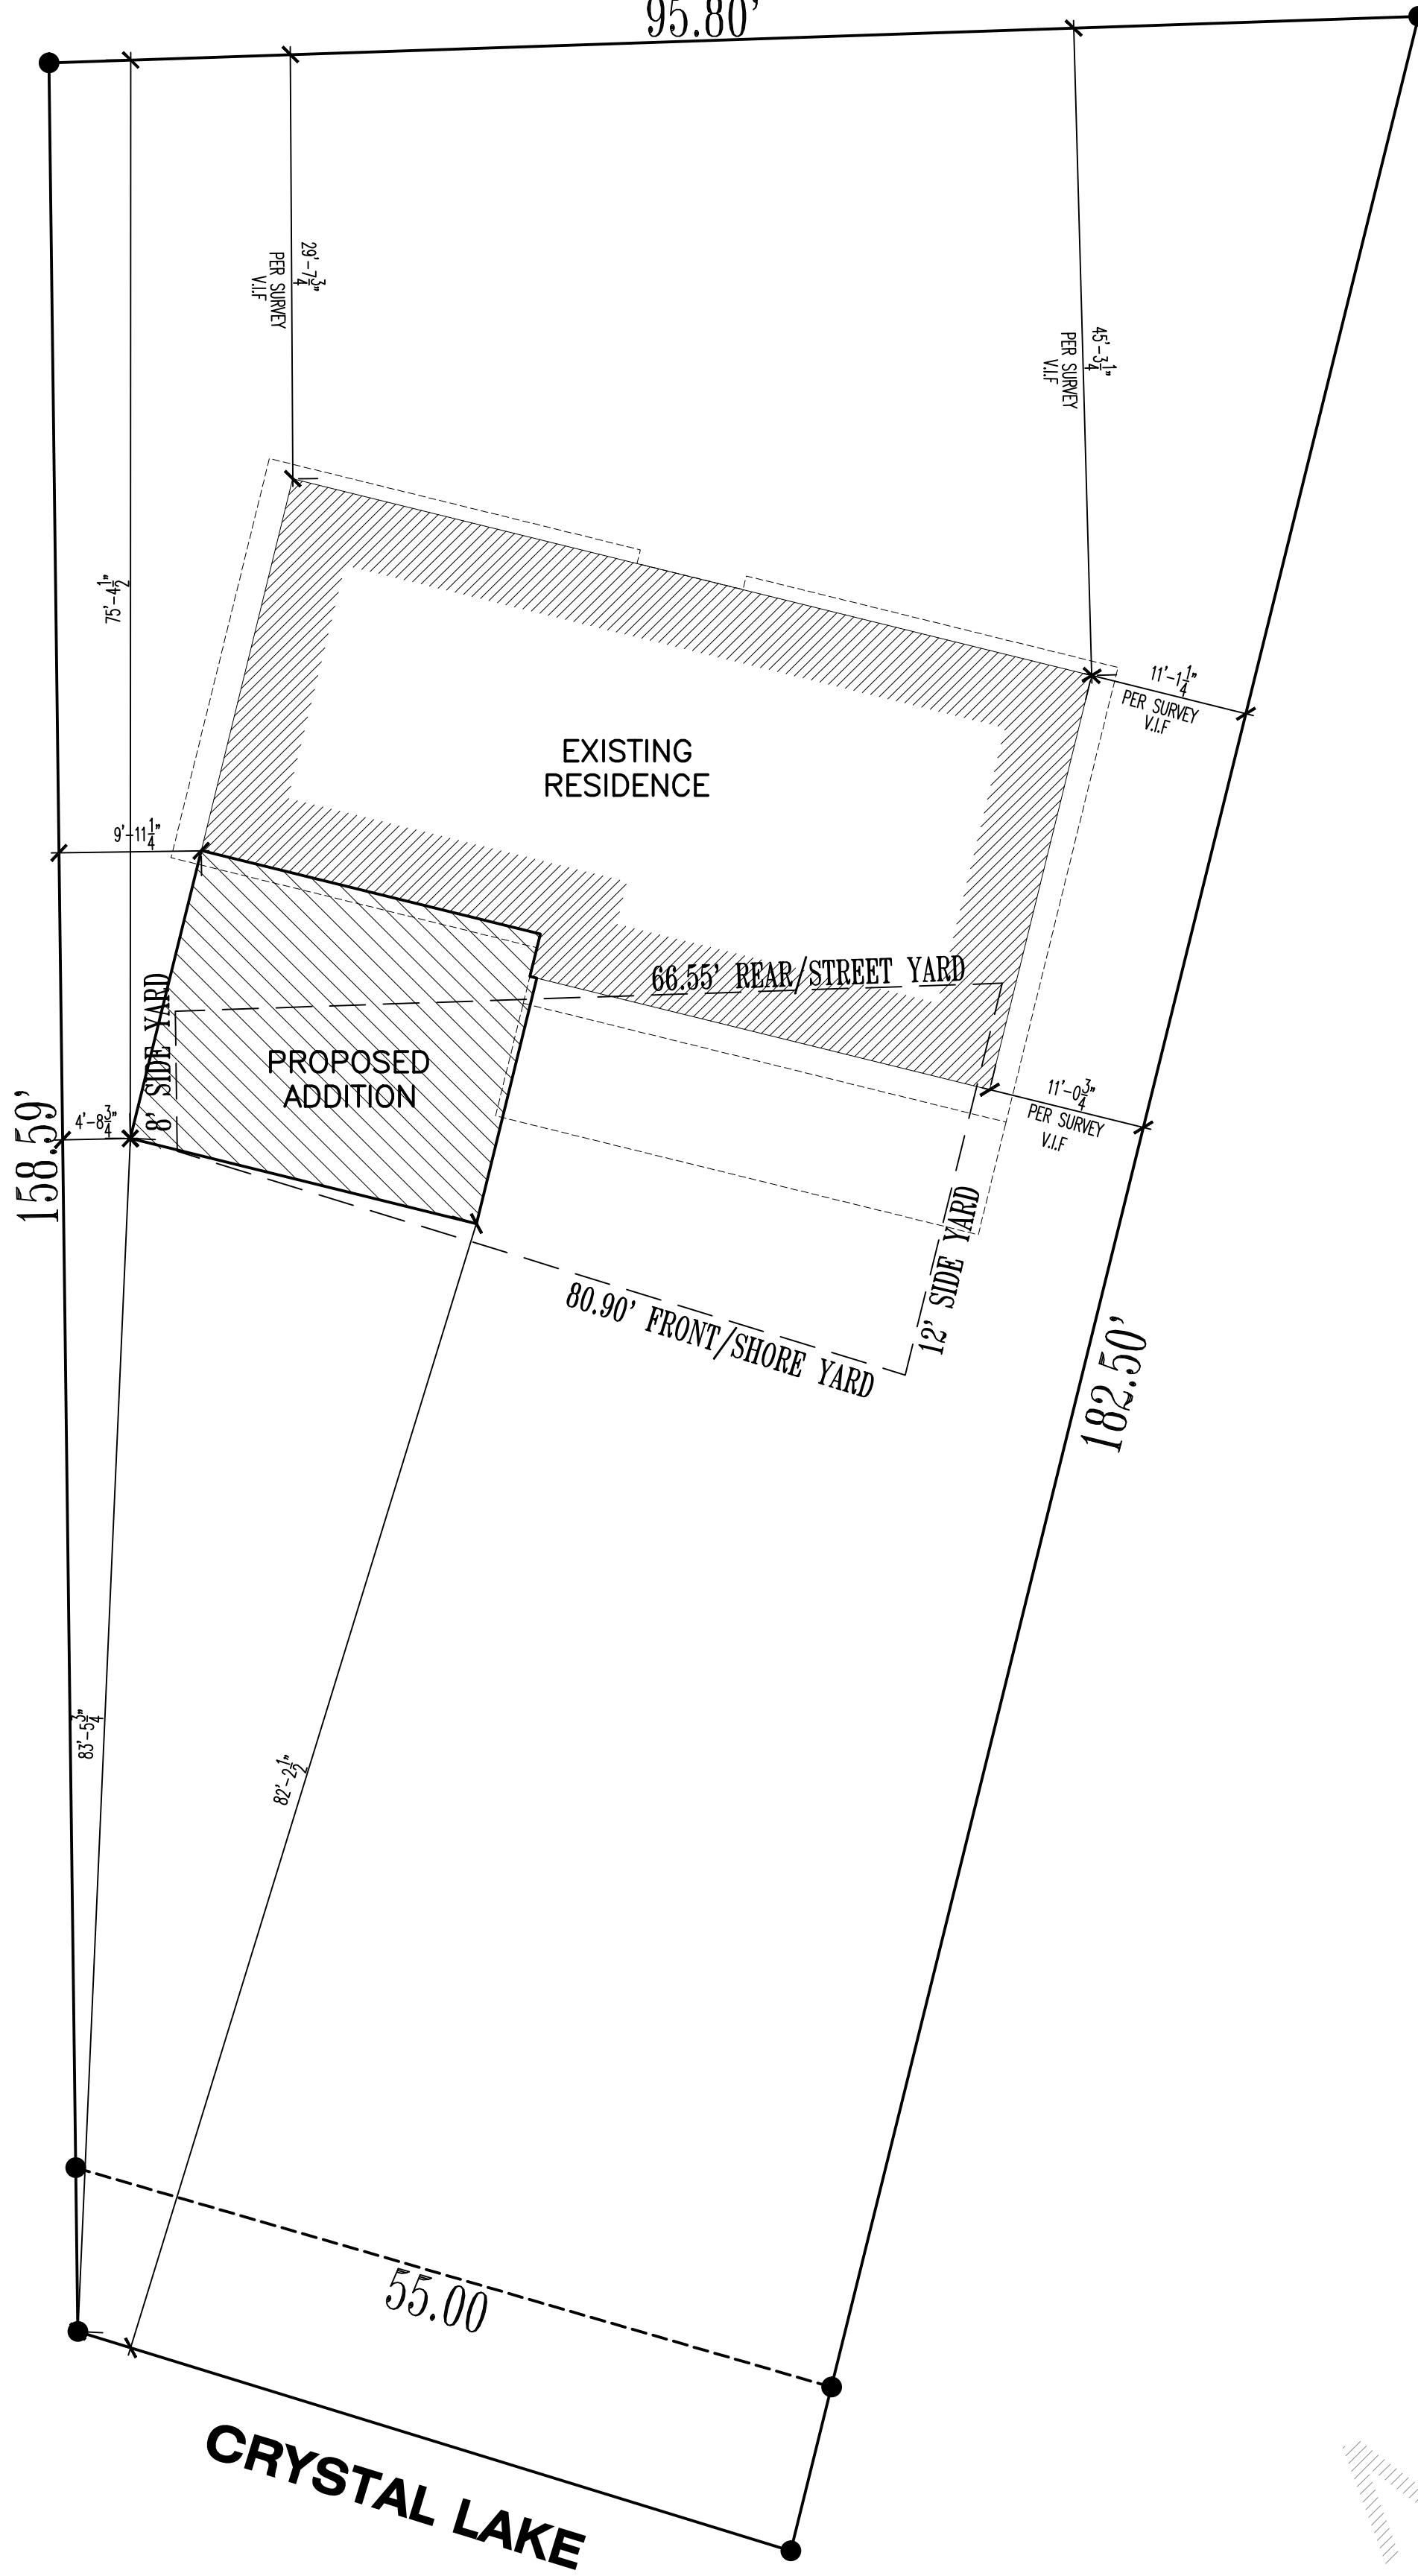 95.80'
29'-7 3/4"
PER SURVEY
V.I.F
45'-3 1/4"
PER SURVEY
V.I.F
75'-4 1/2"
11'-1 1/4"
PER SURVEY
V.I.F
EXISTING
RESIDENCE
9'-11 1/4"
66.55' REAR/STREET YARD
8' SIDE YARD
PROPOSED
ADDITION
11'-0 3/4"
PER SURVEY
V.I.F
4'-8 3/4"
158.59'
12' SIDE YARD
80.90' FRONT/SHORE YARD
182.50'
83'-5 3/4"
82'-2 1/2"
55.00
CRYSTAL LAKE